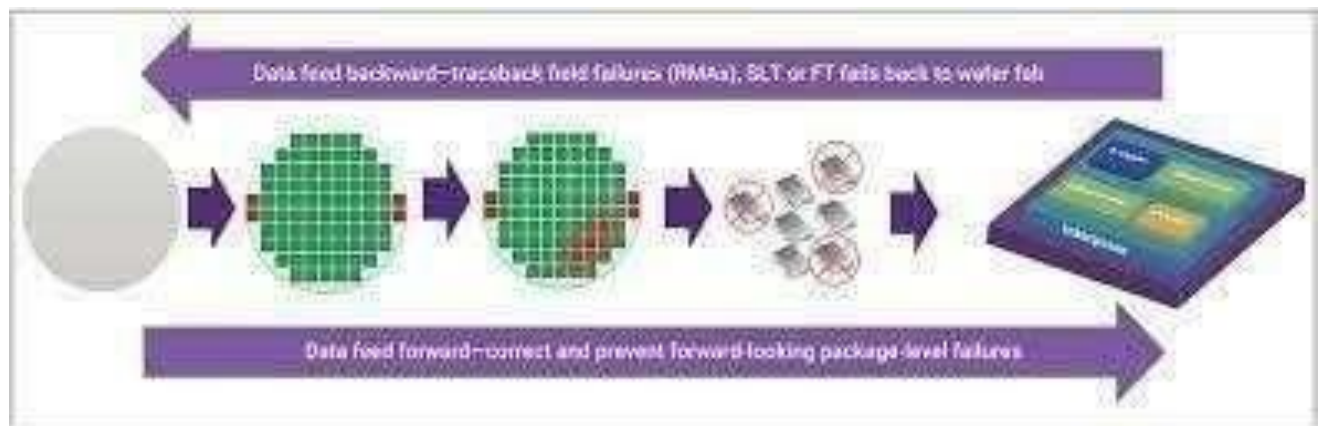 Data feed backward—traceback field failures (RMAs), SLT or FT fails back to wafer fab
Interposer
Data feed forward—correct and prevent forward-looking package-level failures